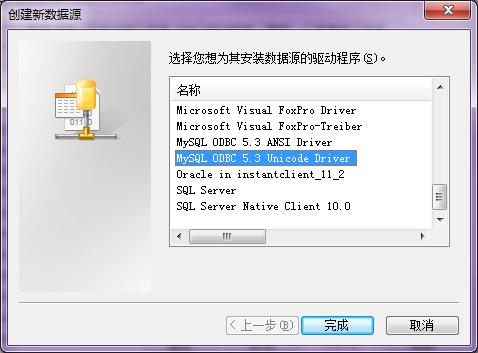 创建新数据源
选择您想为其安装数据源的驱动程序(S)。
名称
Microsoft Visual FoxPro Driver
Microsoft Visual FoxPro-Treiber
MySQL ODBC 5.3 ANSI Driver
MySQL ODBC 5.3 Unicode Driver
Oracle in instantclient_11_2
SQL Server
SQL Server Native Client 10.0
< 上一步(B)
完成
取消